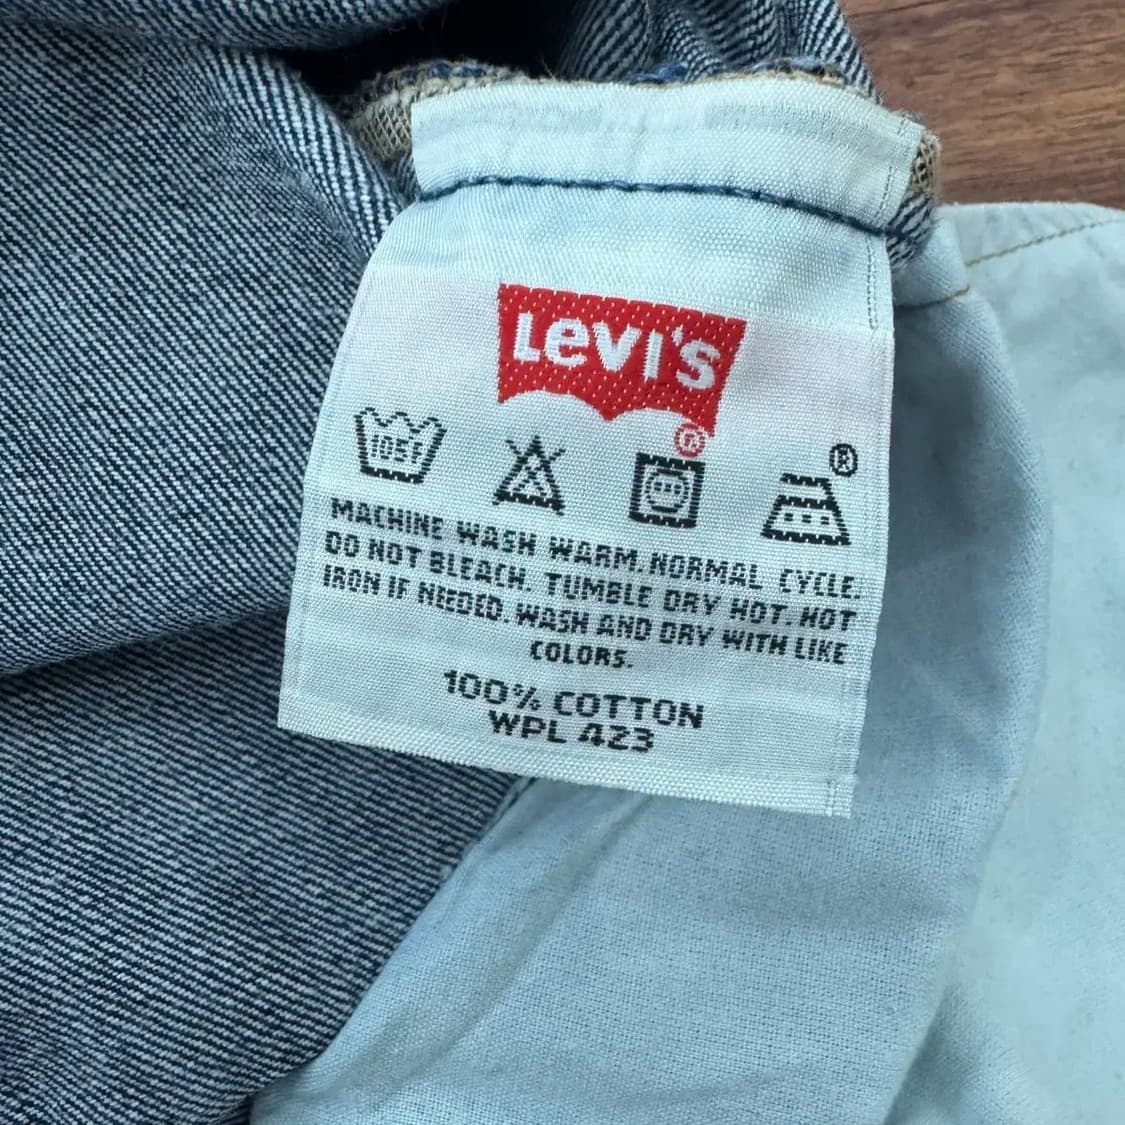 Levi's
®
105F
®
MACHINE WASH WARM. NORMAL CYCLE.
DO NOT BLEACH. TUMBLE DRY HOT. HOT
IRON IF NEEDED. WASH AND DRY WITH LIKE
COLORS.
100% COTTON
WPL 423